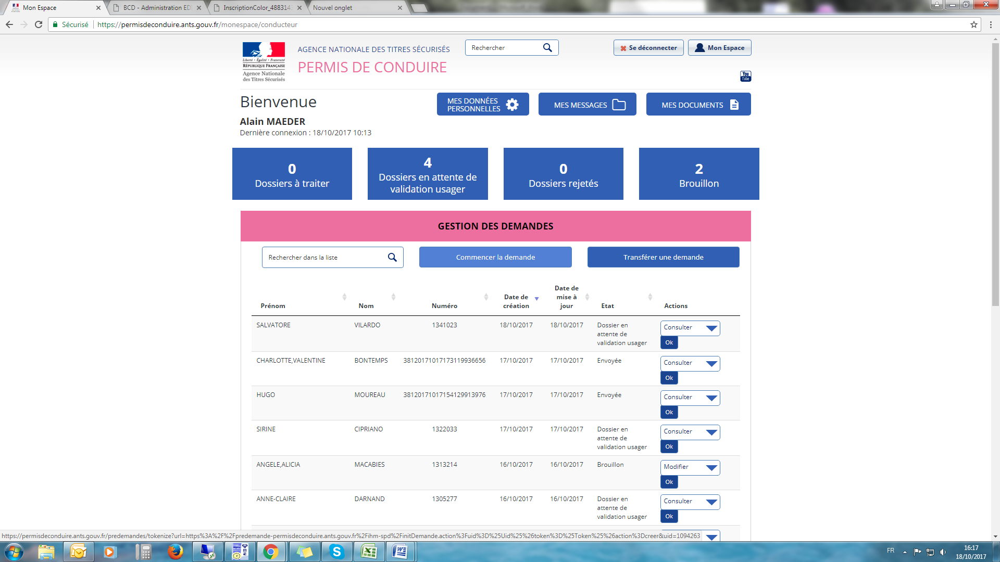 Mon Espace
BCD - Administration EDI
InscriptionColor_4883143
Nouvel onglet
Sécurisé https://permisdeconduire.ants.gouv.fr/monespace/conducteur
Liberté • Égalité • Fraternité
RÉPUBLIQUE FRANÇAISE
Agence Nationale
des Titres Sécurisés
AGENCE NATIONALE DES TITRES SÉCURISÉS
PERMIS DE CONDUIRE
Rechercher
Se déconnecter
Mon Espace
You
Tube
Bienvenue
Alain MAEDER
Dernière connexion : 18/10/2017 10:13
MES DONNÉES
PERSONNELLES
MES MESSAGES
MES DOCUMENTS
0
Dossiers à traiter
4
Dossiers en attente de
validation usager
0
Dossiers rejetés
2
Brouillon
GESTION DES DEMANDES
Rechercher dans la liste
Commencer la demande
Transférer une demande
Prénom
Nom
Numéro
Date de
création
Date de
mise à
jour
Etat
Actions
SALVATORE VILARDO 1341023 18/10/2017 18/10/2017 Dossier en
attente de
validation usager
Consulter
Ok
CHARLOTTE,VALENTINE BONTEMPS 38120171017173119936656 17/10/2017 17/10/2017 Envoyée
Consulter
Ok
HUGO MOUREAU 38120171017154129913976 17/10/2017 17/10/2017 Envoyée
Consulter
Ok
SIRINE CIPRIANO 1322033 17/10/2017 17/10/2017 Dossier en
attente de
validation usager
Consulter
Ok
ANGELE,ALICIA MACABIES 1313214 16/10/2017 16/10/2017 Brouillon
Modifier
Ok
ANNE-CLAIRE DARNAND 1305277 16/10/2017 16/10/2017 Dossier en
attente de
validation usager
Consulter
Ok
https://permisdeconduire.ants.gouv.fr/predemandes/tokenize?url=https%3A%2F%2Fpredemande-permisdeconduire.ants.gouv.fr%2Fihm-spd%2FinitDemande.action%3Fuid%3D%25Uid%25%26token%3D%25Token%25%26action%3Dcreer&uid=1094263
FR
16:17
18/10/2017